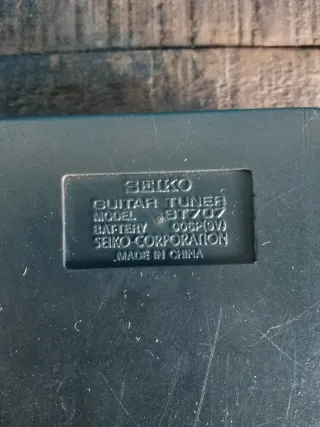 SEIKO
GUITAR TUNER
MODEL ST707
BATTERY 006P(9V)
SEIKO CORPORATION
MADE IN CHINA